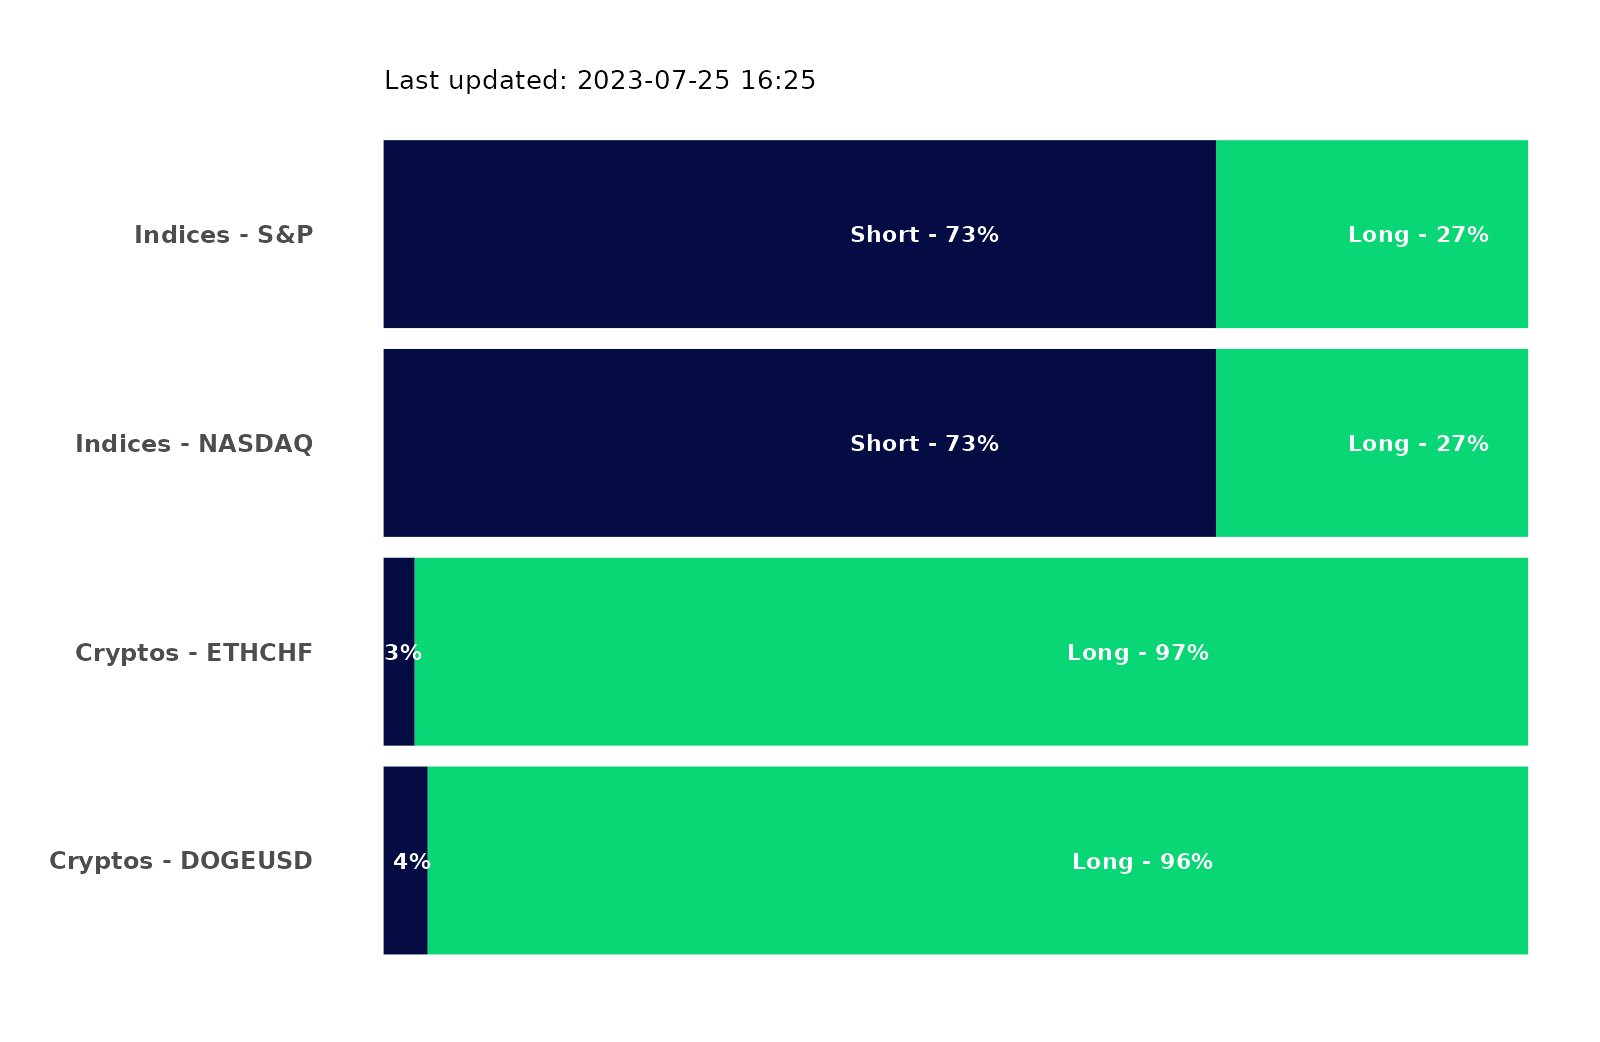 Last updated: 2023-07-25 16:25
Indices - S&P
Short - 73%
Long - 27%
Indices - NASDAQ
Short - 73%
Long - 27%
Cryptos - ETHCHF
3%
Long - 97%
Cryptos - DOGEUSD
4%
Long - 96%